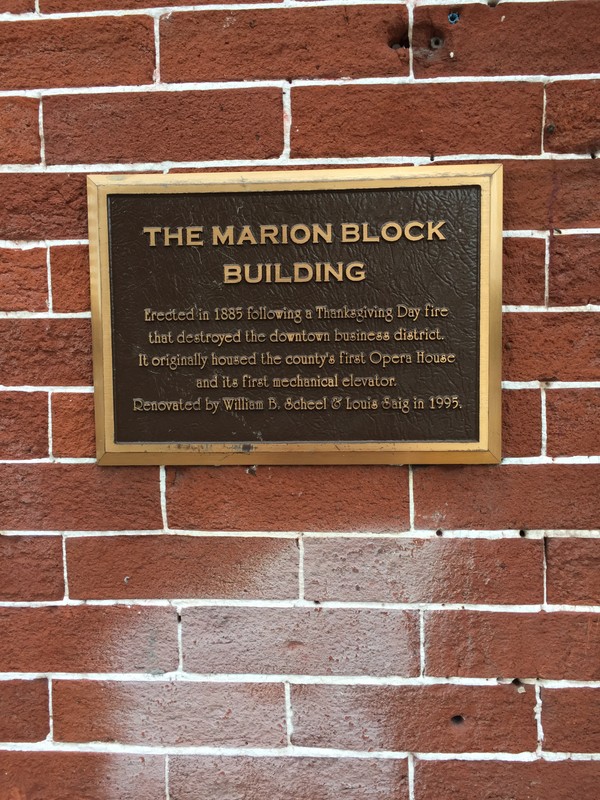 THE MARION BLOCK
BUILDING
Erected in 1885 following a Thanksgiving Day fire
that destroyed the downtown business district.
It originally housed the county's first Opera House
and its first mechanical elevator.
Renovated by William B. Scheel & Louis Saig in 1995.